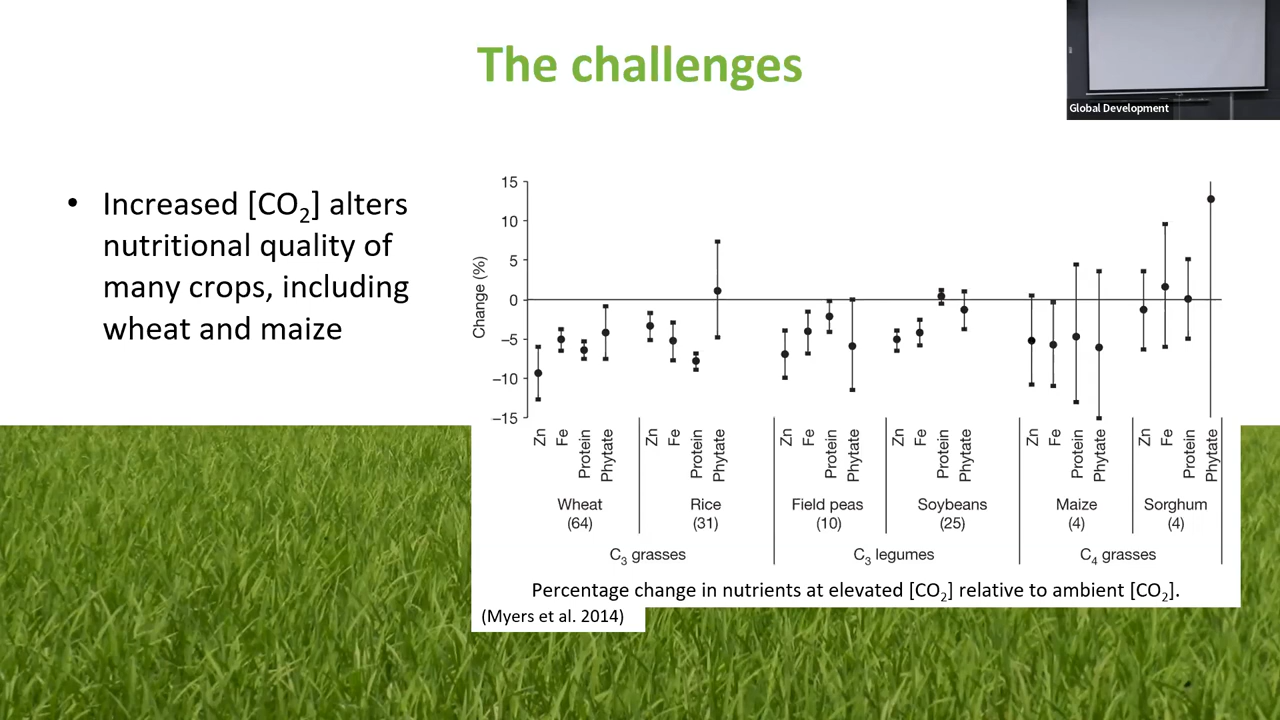 The challenges
Global Development
• Increased [CO₂] alters
nutritional quality of
many crops, including
wheat and maize
Change (%)
15
10
5
0
−5
−10
−15
Zn Fe Protein Phytate Zn Fe Protein Phytate Zn Fe Protein Phytate Zn Fe Protein Phytate Zn Fe Protein Phytate Zn Fe Protein Phytate
Wheat Rice Field peas Soybeans Maize Sorghum
(64) (31) (10) (25) (4) (4)
C₃ grasses C₃ legumes C₄ grasses
Percentage change in nutrients at elevated [CO₂] relative to ambient [CO₂].
(Myers et al. 2014)